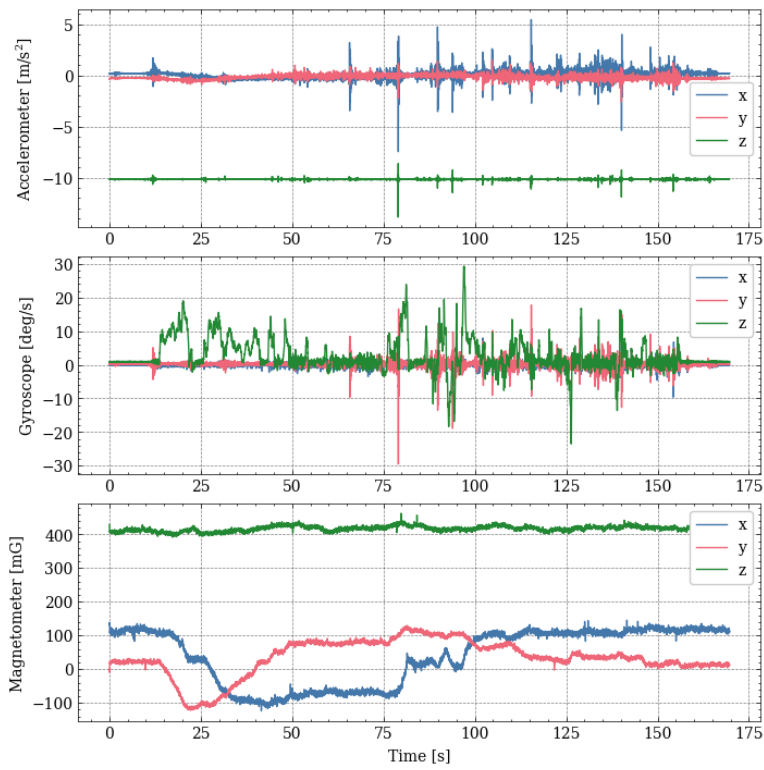 Accelerometer [m/s²]
5
0
−5
−10
x
y
z
0 25 50 75 100 125 150 175
Gyroscope [deg/s]
30
20
10
0
−10
−20
−30
x
y
z
0 25 50 75 100 125 150 175
Magnetometer [mG]
400
300
200
100
0
−100
x
y
z
0 25 50 75 100 125 150 175
Time [s]